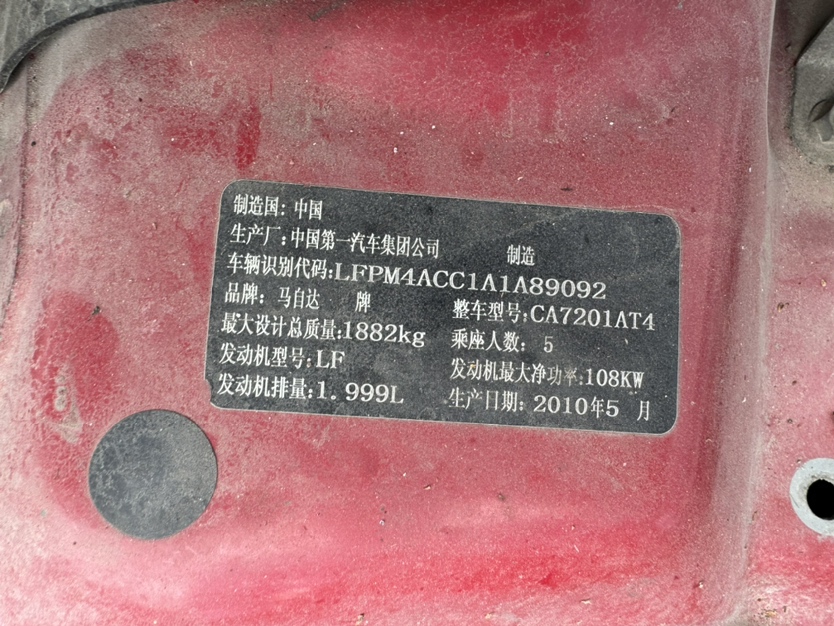 制造国: 中国
生产厂: 中国第一汽车集团公司 制造
车辆识别代码: LFPM4ACC1A1A89092
品牌: 马自达 牌 整车型号: CA7201AT4
最大设计总质量: 1882kg 乘座人数: 5
发动机型号: LF 发动机最大净功率: 108KW
发动机排量: 1.999L 生产日期: 2010年5 月